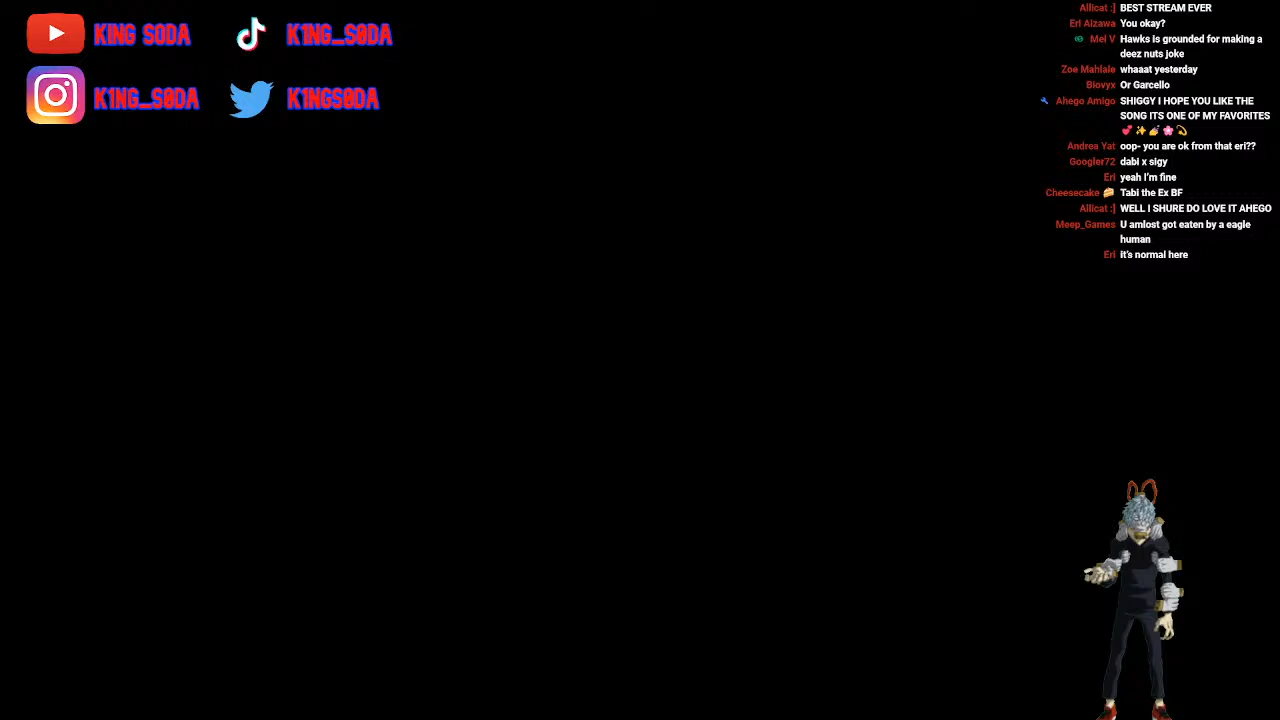 KING SODA
K1NG_S0DA
K1NG_S0DA
K1NGS0DA
Allicat :] BEST STREAM EVER
Eri Aizawa You okay?
Mel V Hawks is grounded for making a
deez nuts joke
Zoe Mahlale whaaat yesterday
Biovyx Or Garcello
Ahego Amigo SHIGGY I HOPE YOU LIKE THE
SONG ITS ONE OF MY FAVORITES
💕 ✨ 💅 🌸 💫
Andrea Yat oop- you are ok from that eri??
Googler72 dabi x sigy
Eri yeah I'm fine
Cheesecake 🍰 Tabi the Ex BF
Allicat :] WELL I SHURE DO LOVE IT AHEGO
Meep_Games U amlost got eaten by a eagle
human
Eri it's normal here